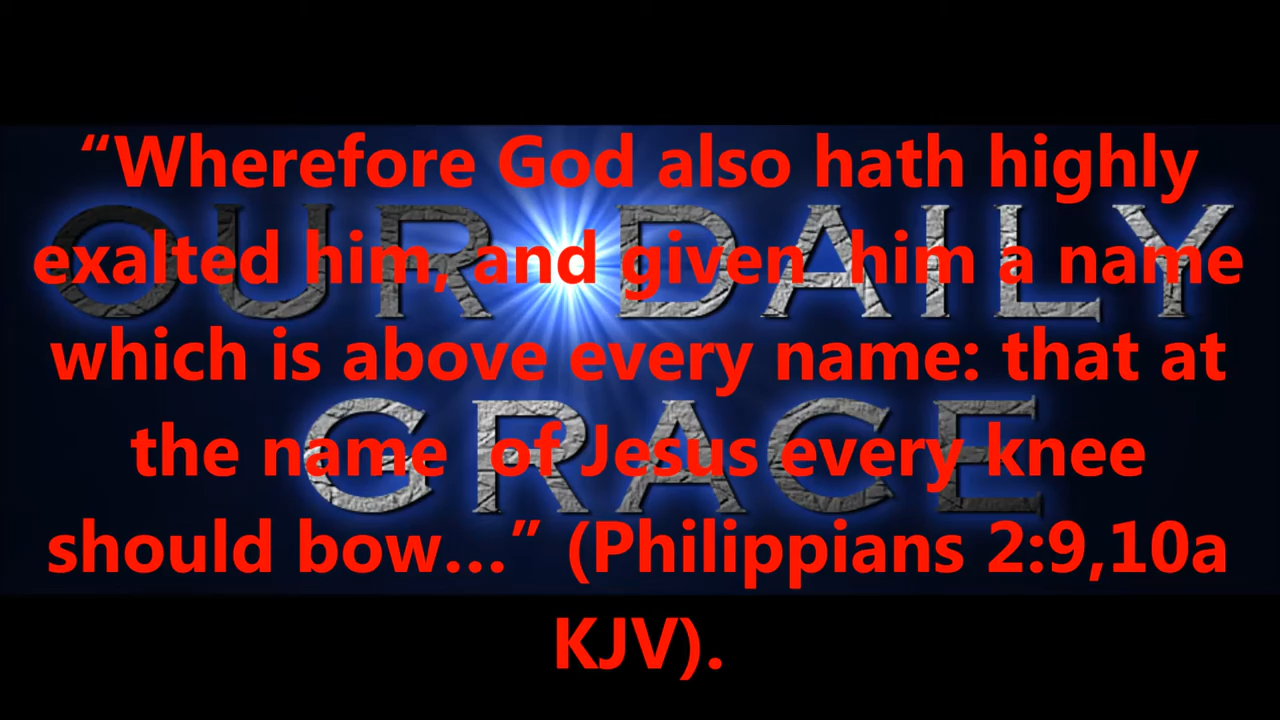 “Wherefore God also hath highly
exalted him, and given  him a name
which is above every name: that at
the name  of Jesus every knee
should bow…” (Philippians 2:9,10a
KJV).
OUR DAILY
GRACE